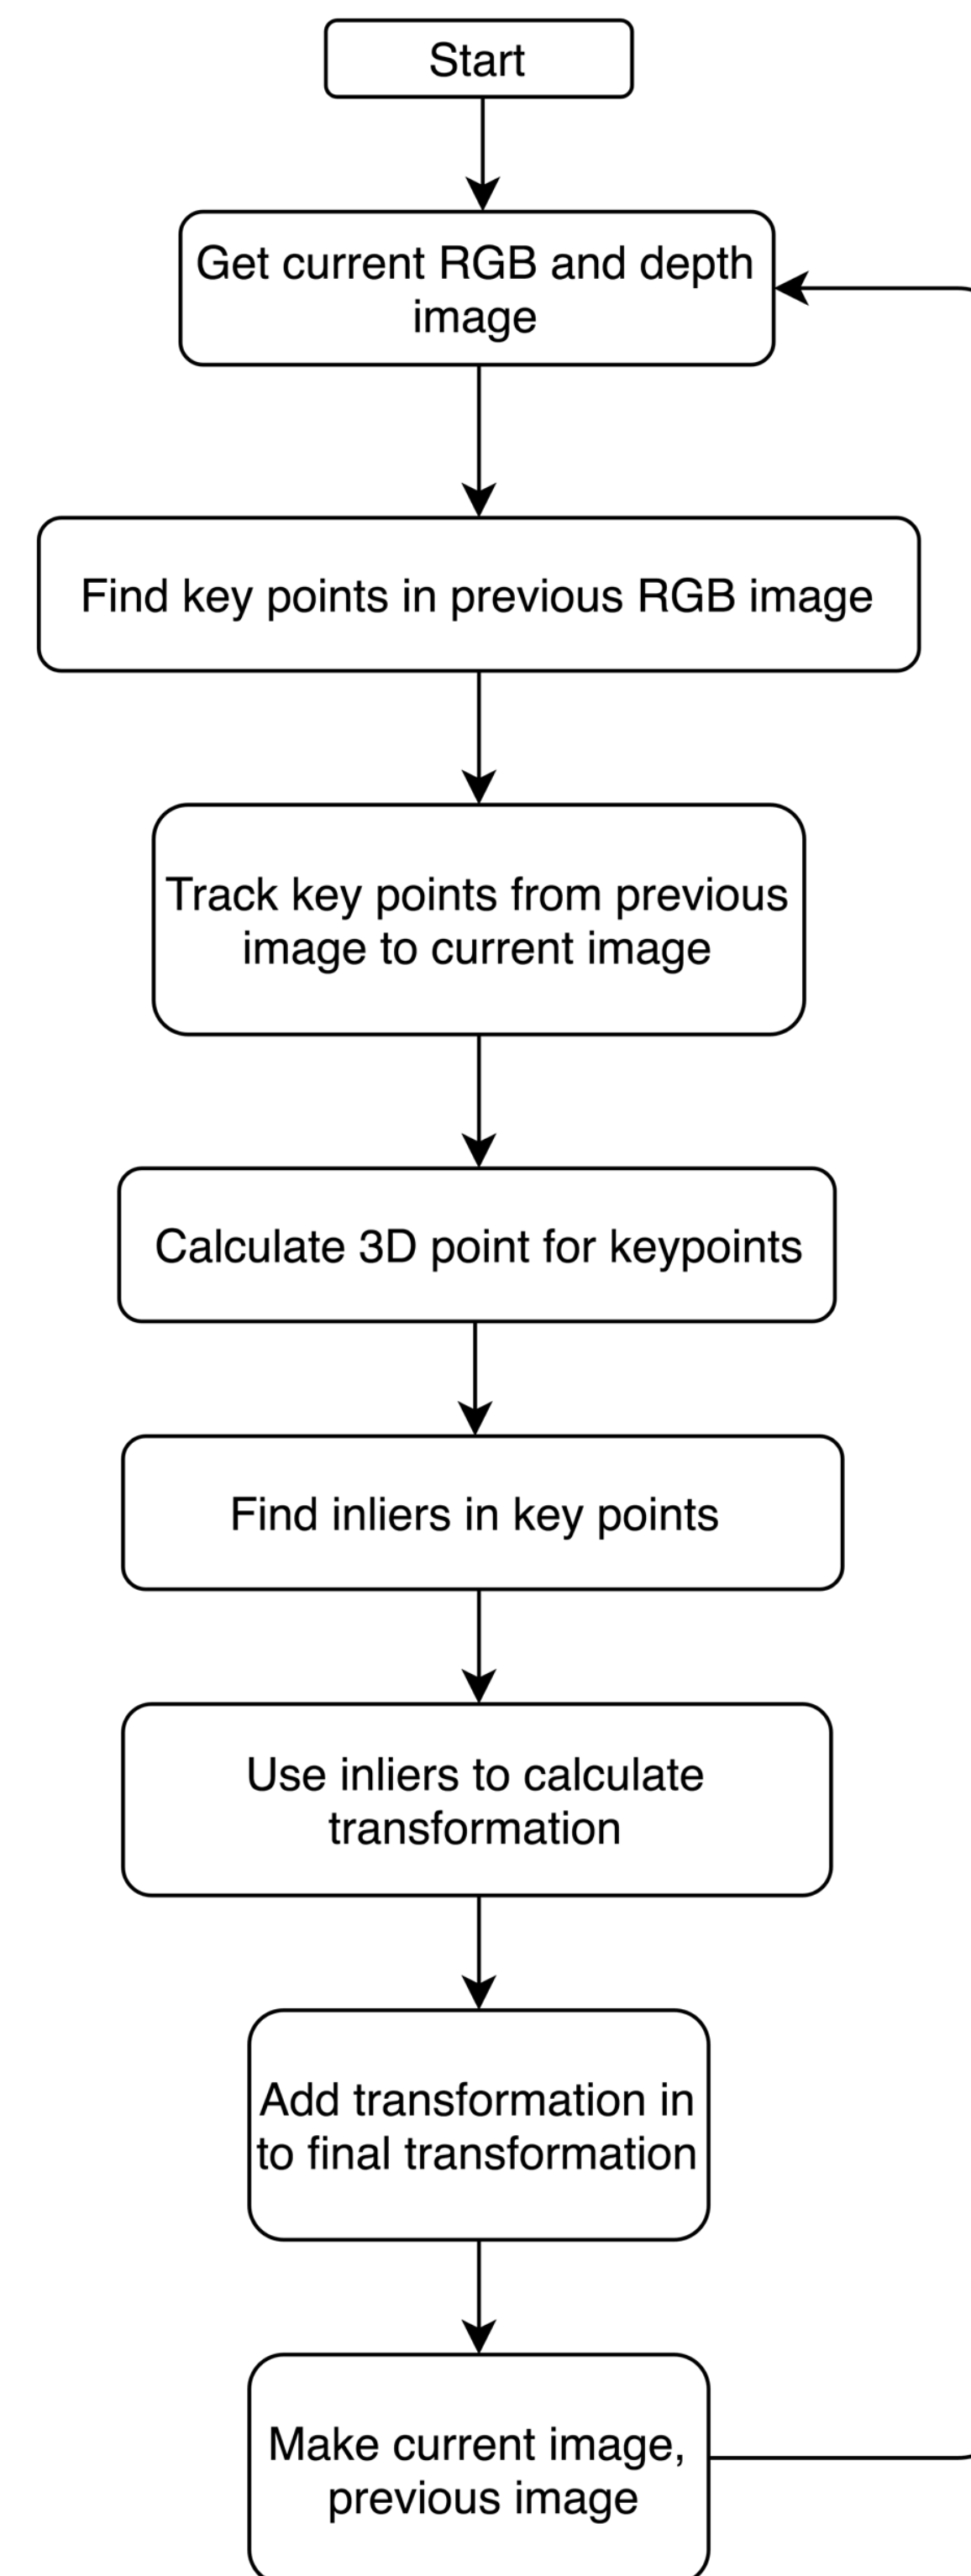 Start
Get current RGB and depth
image
Find key points in previous RGB image
Track key points from previous
image to current image
Calculate 3D point for keypoints
Find inliers in key points
Use inliers to calculate
transformation
Add transformation in
to final transformation
Make current image,
previous image